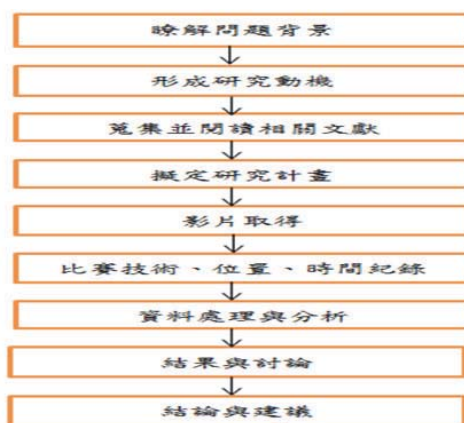 瞭解問題背景
形成研究動機
蒐集並閱讀相關文獻
擬定研究計畫
影片取得
比賽技術、位置、時間紀錄
資料處理與分析
結果與討論
結論與建議